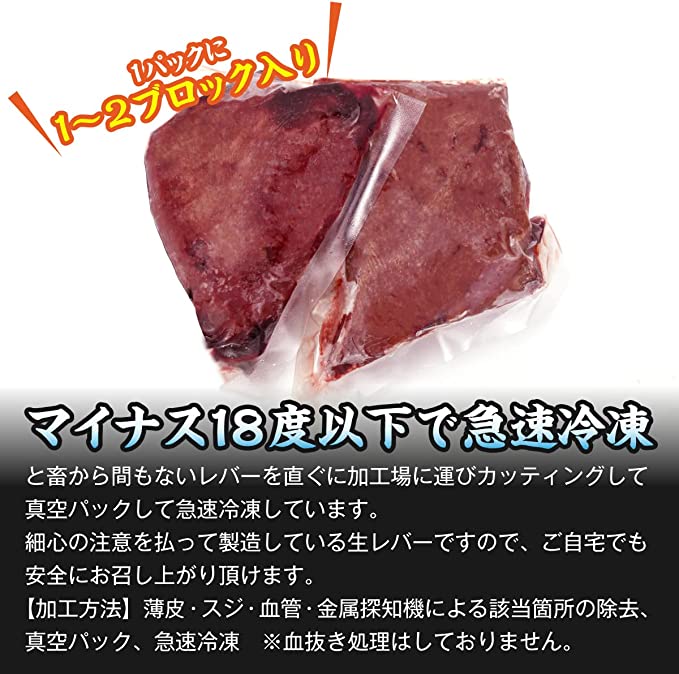 1パックに
1〜2ブロック入り
マイナス18度以下で急速冷凍
と畜から間もないレバーを直ぐに加工場に運びカッティングして
真空パックして急速冷凍しています。
細心の注意を払って製造している生レバーですので、ご自宅でも
安全にお召し上がり頂けます。
【加工方法】薄皮・スジ・血管・金属探知機による該当箇所の除去、
真空パック、急速冷凍　※血抜き処理はしておりません。